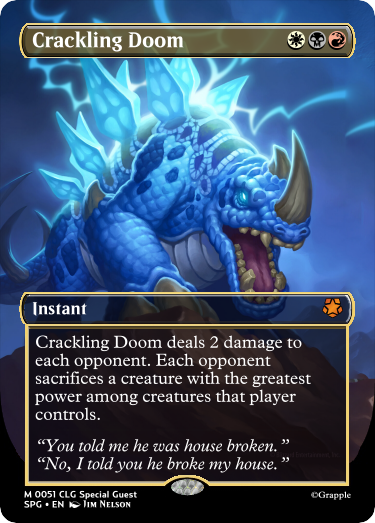 Crackling Doom
Instant
Crackling Doom deals 2 damage to
each opponent. Each opponent
sacrifices a creature with the greatest
power among creatures that player
controls.
“You told me he was house broken.”
“No, I told you he broke my house.”
M 0051 CLG Special Guest
SPG • EN Jim Nelson
©Grapple